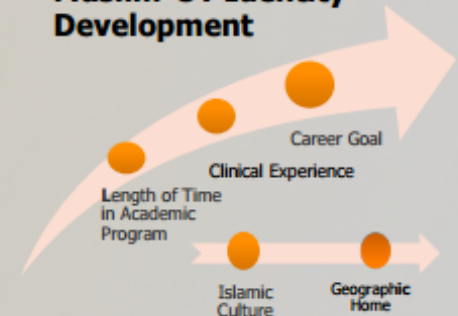 Development
Career Goal
Clinical Experience
Length of Time
in Academic
Program
Islamic
Culture
Geographic
Home